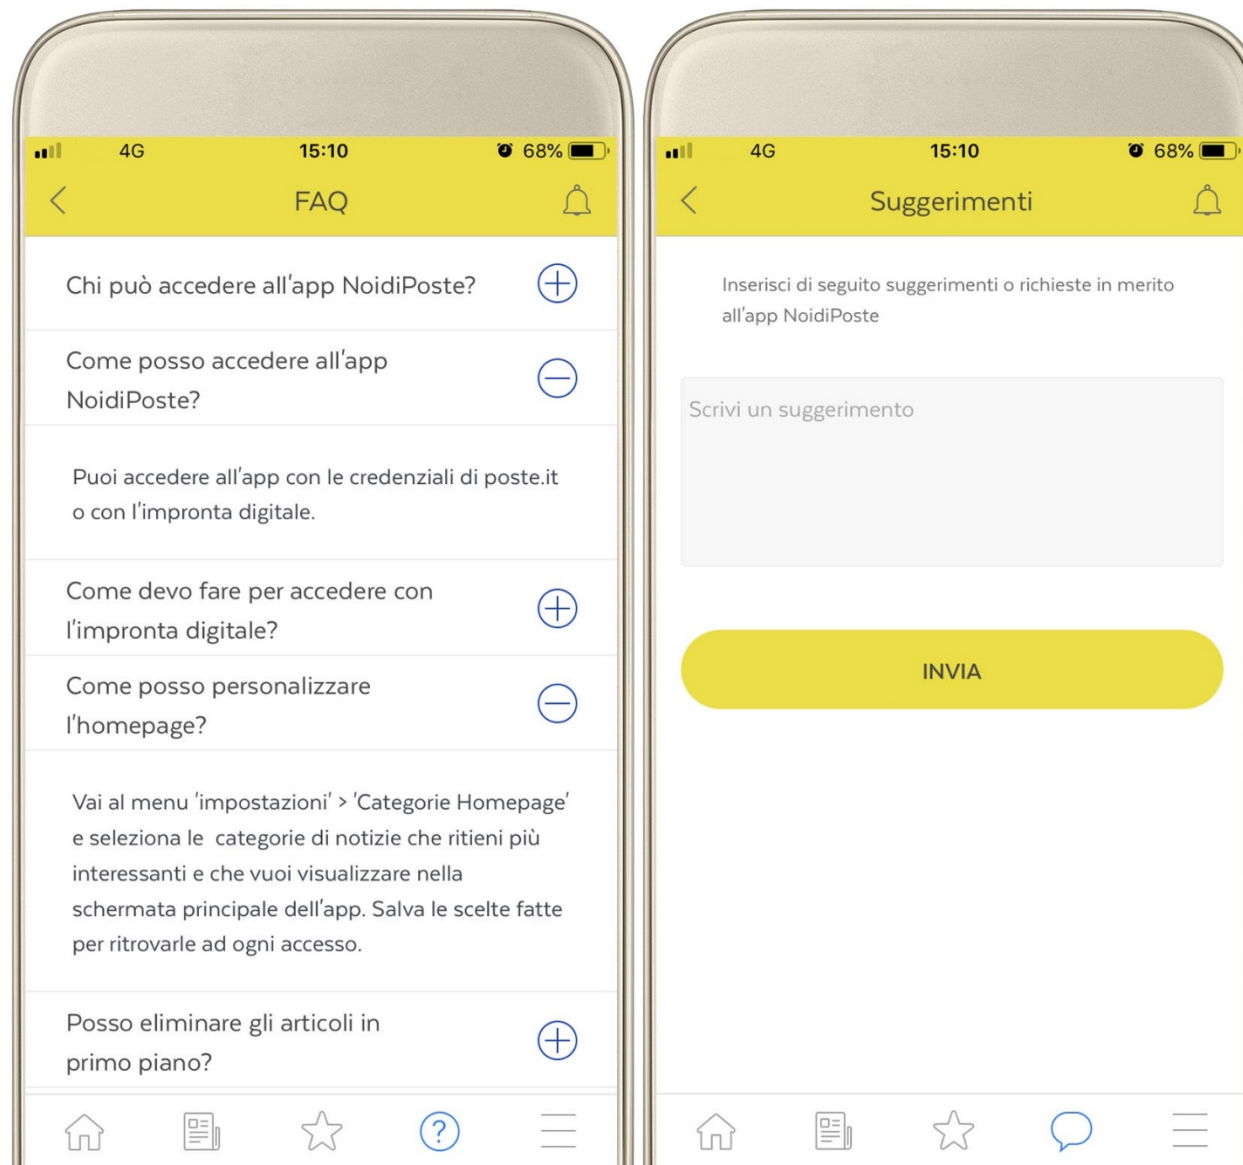 4G 15:10 68%
FAQ
Chi può accedere all'app NoidiPoste?
Come posso accedere all'app
NoidiPoste?
Puoi accedere all'app con le credenziali di poste.it
o con l'impronta digitale.
Come devo fare per accedere con
l'impronta digitale?
Come posso personalizzare
l'homepage?
Vai al menu 'impostazioni' > 'Categorie Homepage'
e seleziona le  categorie di notizie che ritieni più
interessanti e che vuoi visualizzare nella
schermata principale dell'app. Salva le scelte fatte
per ritrovarle ad ogni accesso.
Posso eliminare gli articoli in
primo piano?
?
4G 15:10 68%
Suggerimenti
Inserisci di seguito suggerimenti o richieste in merito
all'app NoidiPoste
Scrivi un suggerimento
INVIA